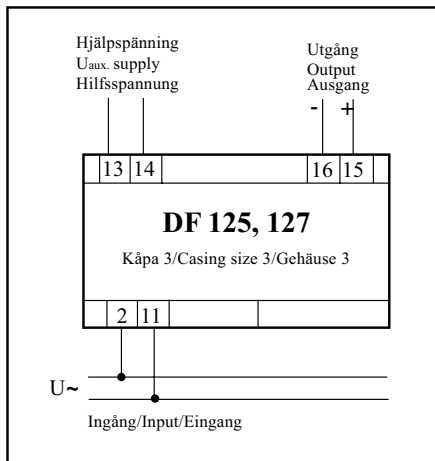 Hjälpspänning
Uaux. supply
Hilfsspannung
Utgång
Output
Ausgang
- +
13 14 16 15
DF 125, 127
Kåpa 3/Casing size 3/Gehäuse 3
2 11
U~
Ingång/Input/Eingang